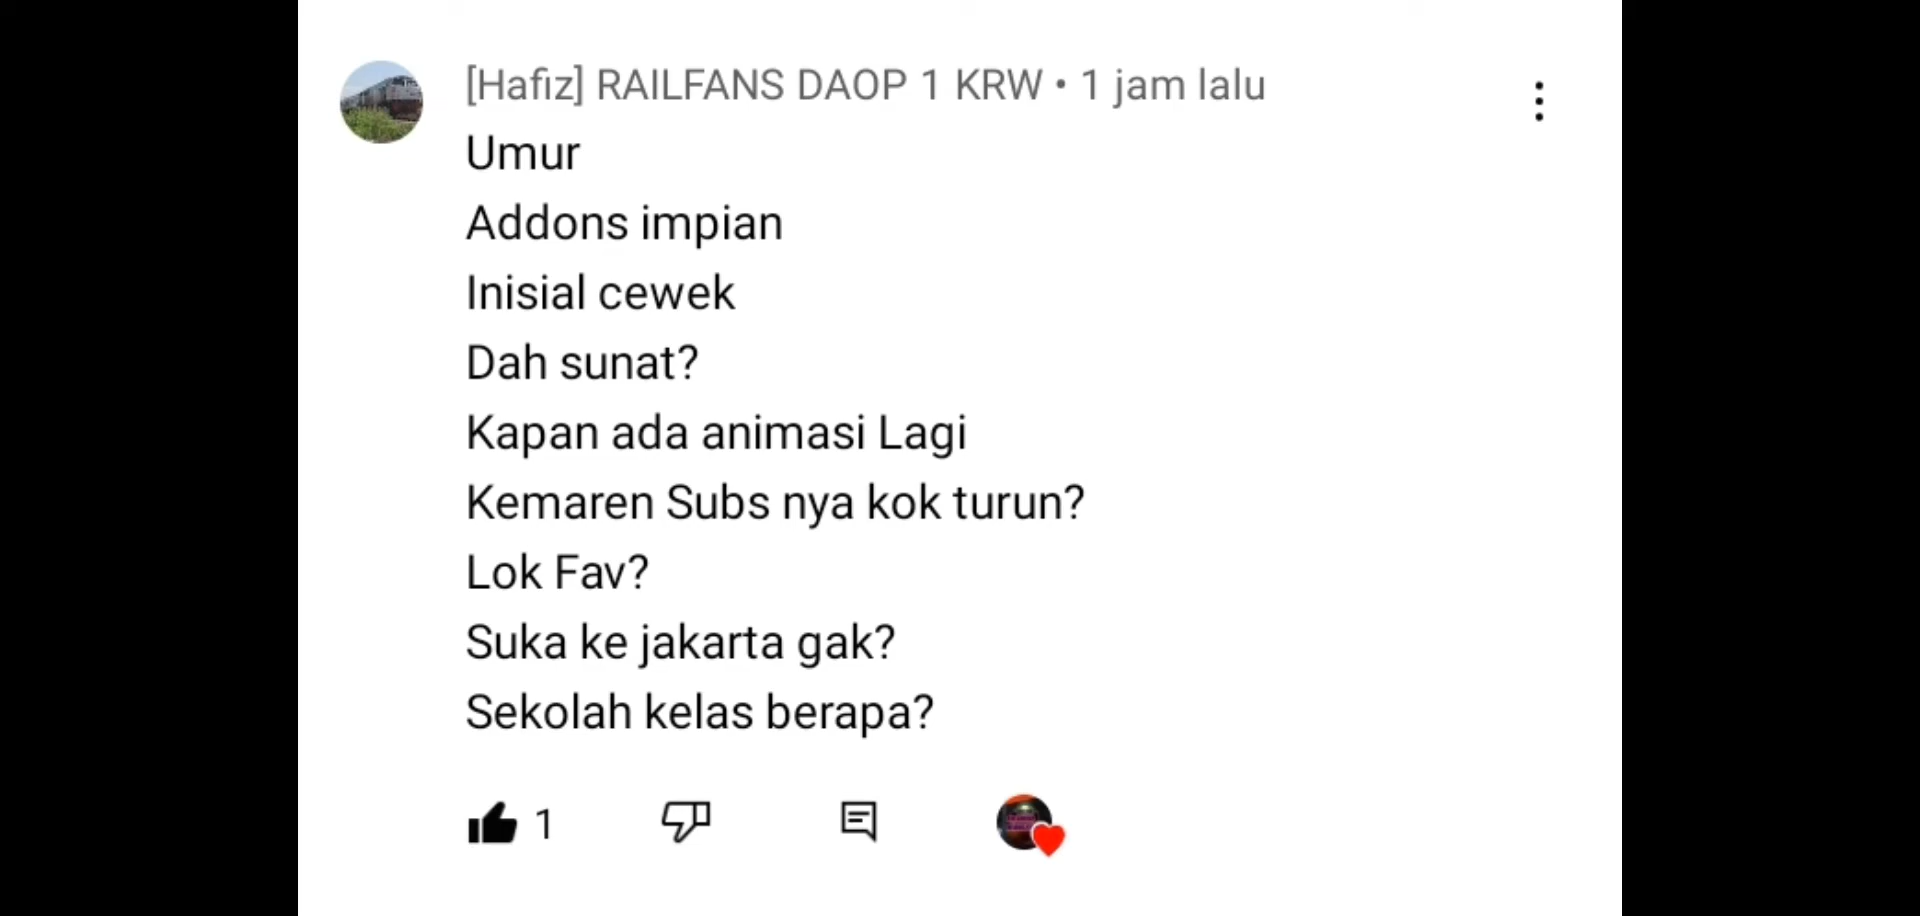 [Hafiz] RAILFANS DAOP 1 KRW • 1 jam lalu
Umur
Addons impian
Inisial cewek
Dah sunat?
Kapan ada animasi Lagi
Kemaren Subs nya kok turun?
Lok Fav?
Suka ke jakarta gak?
Sekolah kelas berapa?
1